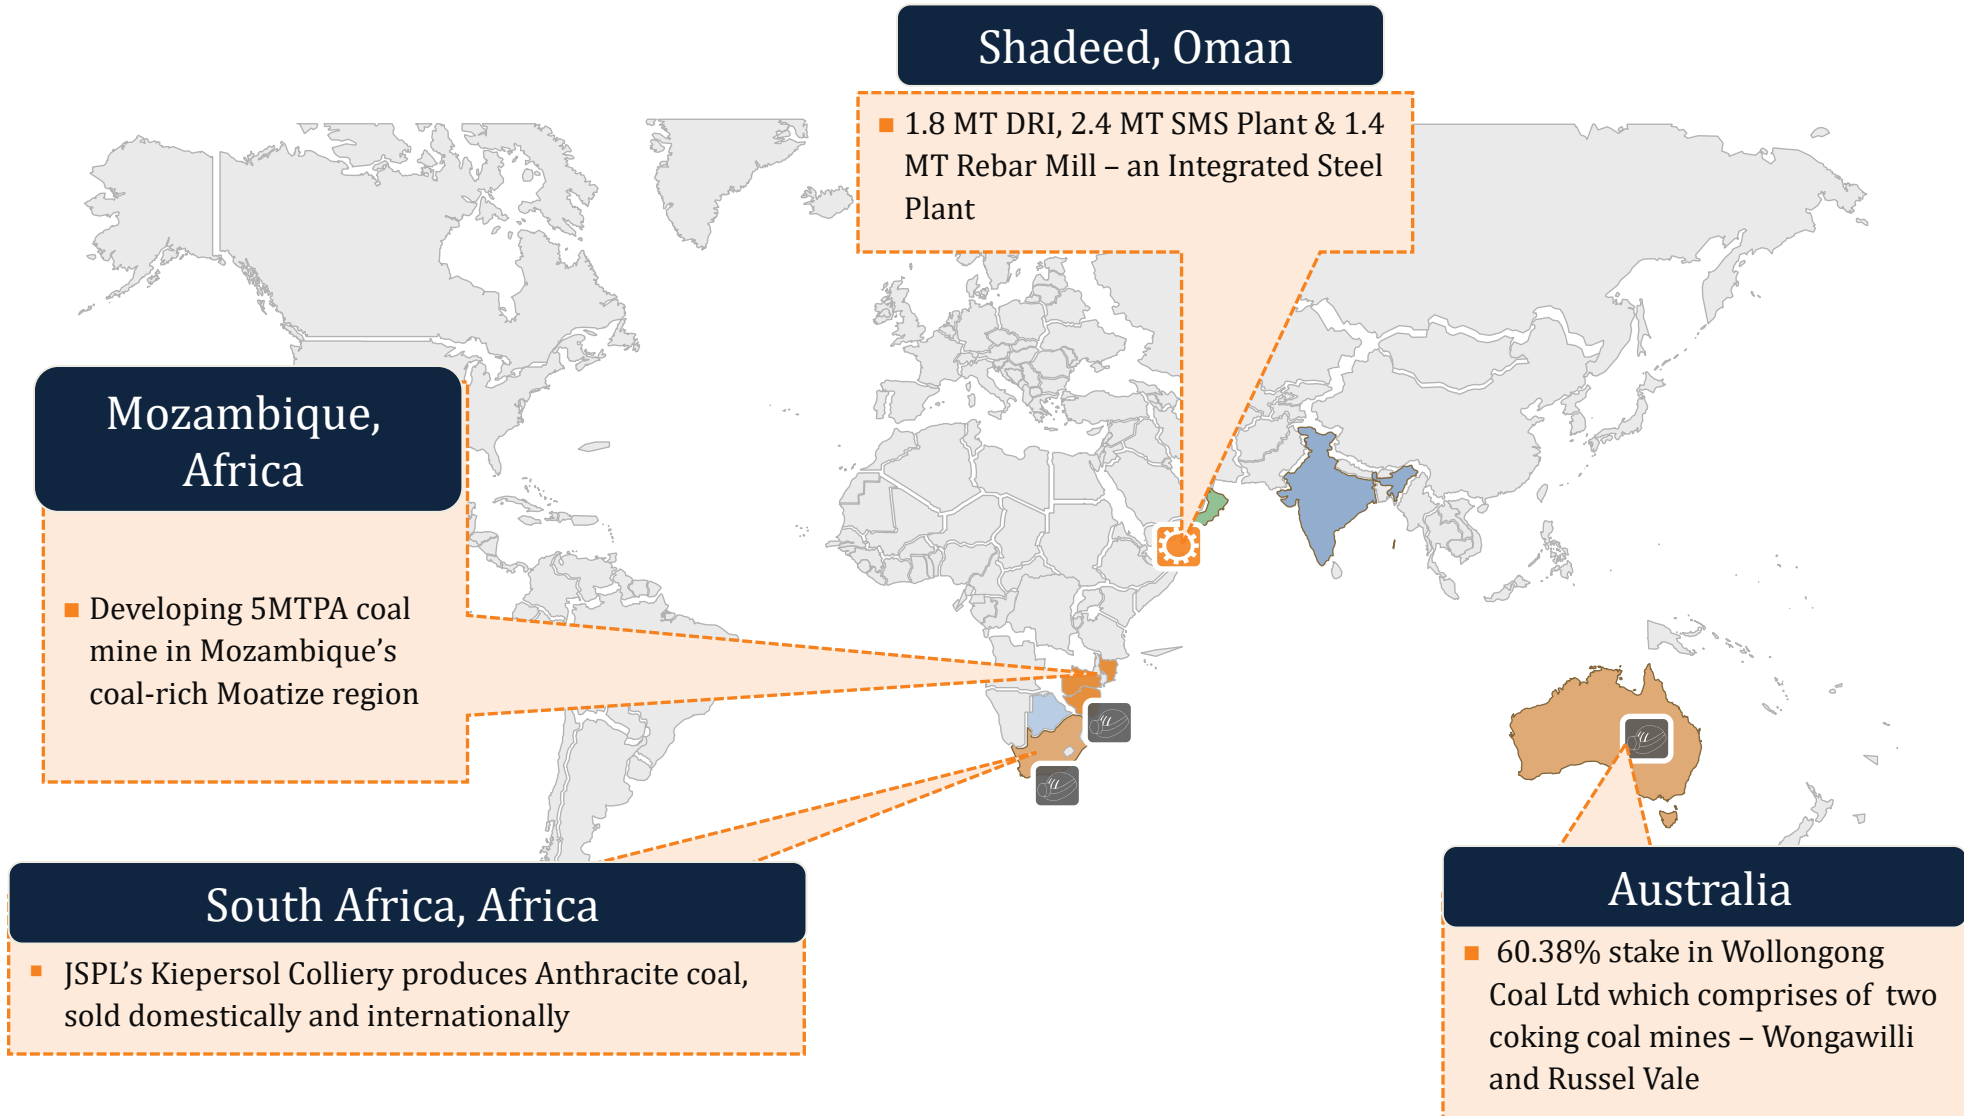 Shadeed, Oman
■ 1.8 MT DRI, 2.4 MT SMS Plant & 1.4
MT Rebar Mill – an Integrated Steel
Plant
Mozambique,
Africa
■ Developing 5MTPA coal
mine in Mozambique’s
coal-rich Moatize region
South Africa, Africa
■ JSPL’s Kiepersol Colliery produces Anthracite coal,
sold domestically and internationally
Australia
■ 60.38% stake in Wollongong
Coal Ltd which comprises of two
coking coal mines – Wongawilli
and Russel Vale